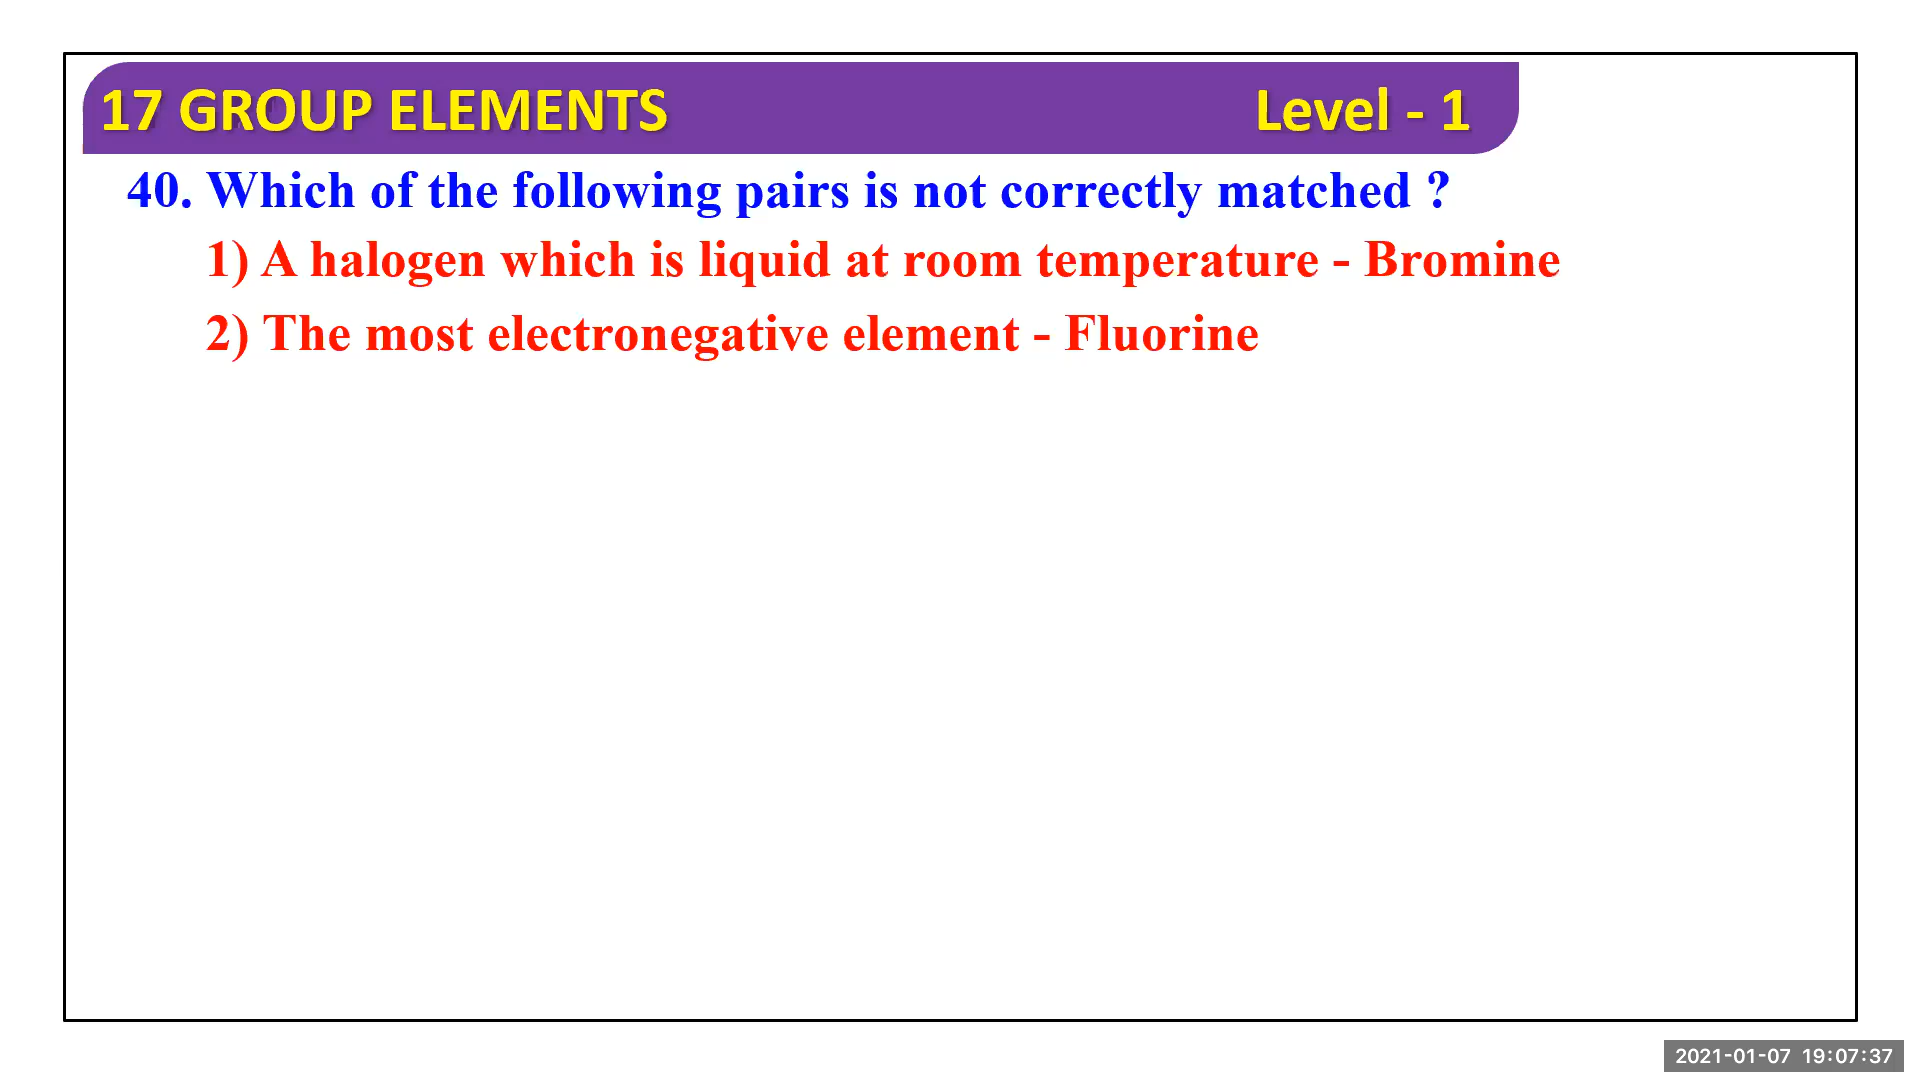 17 GROUP ELEMENTS Level - 1
40. Which of the following pairs is not correctly matched ?
1) A halogen which is liquid at room temperature - Bromine
2) The most electronegative element - Fluorine
2021-01-07 19:07:37